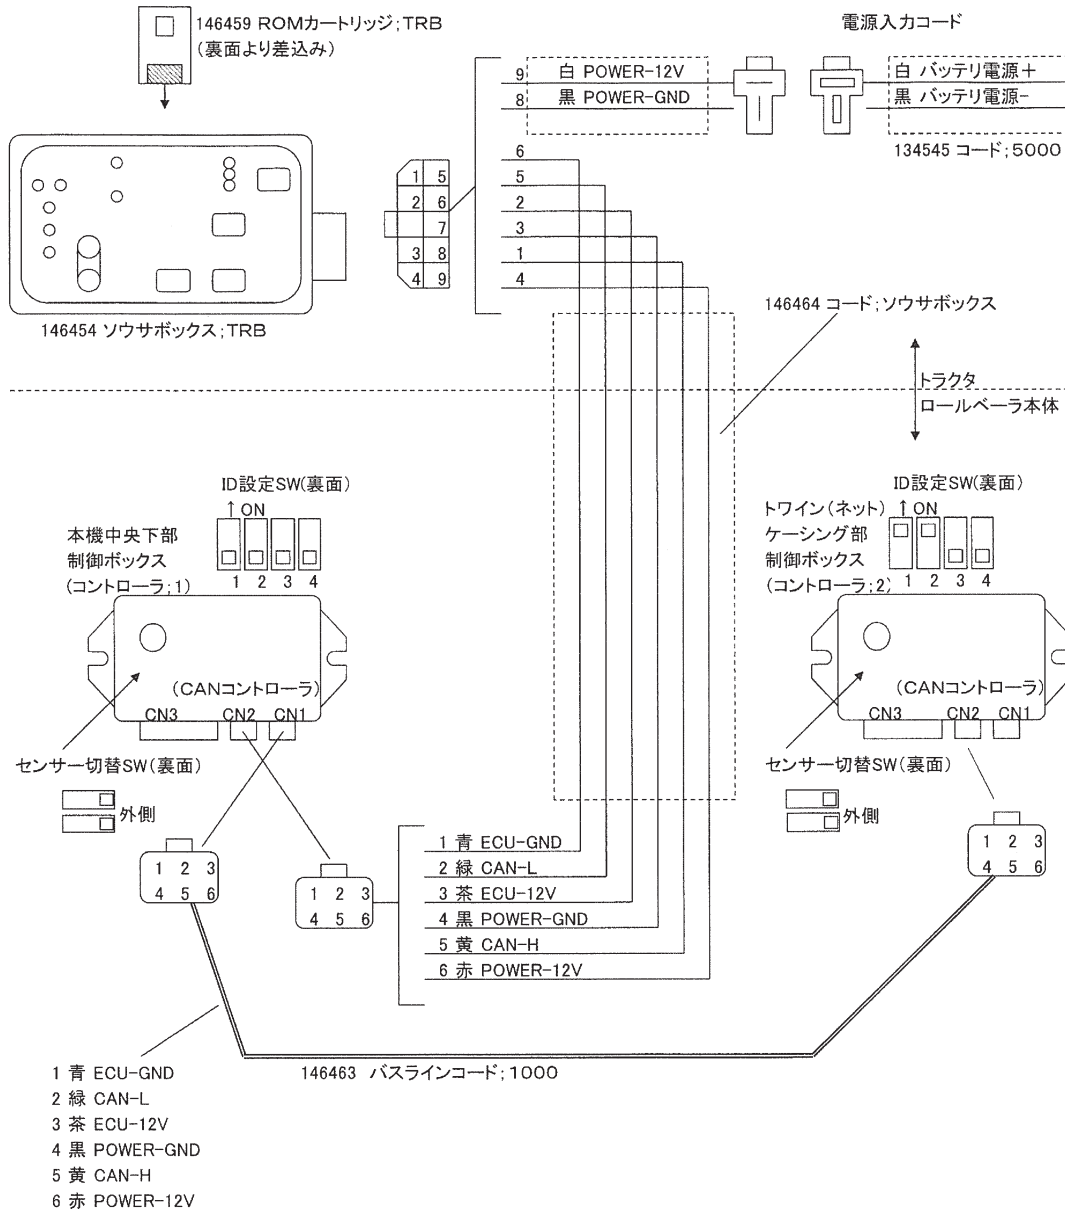 146459 ROMカートリッジ;TRB
(裏面より差込み)
電源入力コード
9 白 POWER-12V
8 黒 POWER-GND
白 バッテリ電源+
黒 バッテリ電源-
134545 コード;5000
6
5
2
3
1
4
1 5
2 6
7
3 8
4 9
146454 ソウサボックス;TRB
146464 コード;ソウサボックス
トラクタ
ロールベーラ本体
ID設定SW(裏面)
↑ ON
本機中央下部
制御ボックス
(コントローラ;1)
1 2 3 4
(CANコントローラ)
CN3 CN2 CN1
センサー切替SW(裏面)
外側
ID設定SW(裏面)
トワイン(ネット)
↑ ON
ケーシング部
制御ボックス
(コントローラ;2)
1 2 3 4
(CANコントローラ)
CN3 CN2 CN1
センサー切替SW(裏面)
外側
1 2 3
4 5 6
1 2 3
4 5 6
1 青 ECU-GND
2 緑 CAN-L
3 茶 ECU-12V
4 黒 POWER-GND
5 黄 CAN-H
6 赤 POWER-12V
1 2 3
4 5 6
146463 バスラインコード;1000
1 青 ECU-GND
2 緑 CAN-L
3 茶 ECU-12V
4 黒 POWER-GND
5 黄 CAN-H
6 赤 POWER-12V